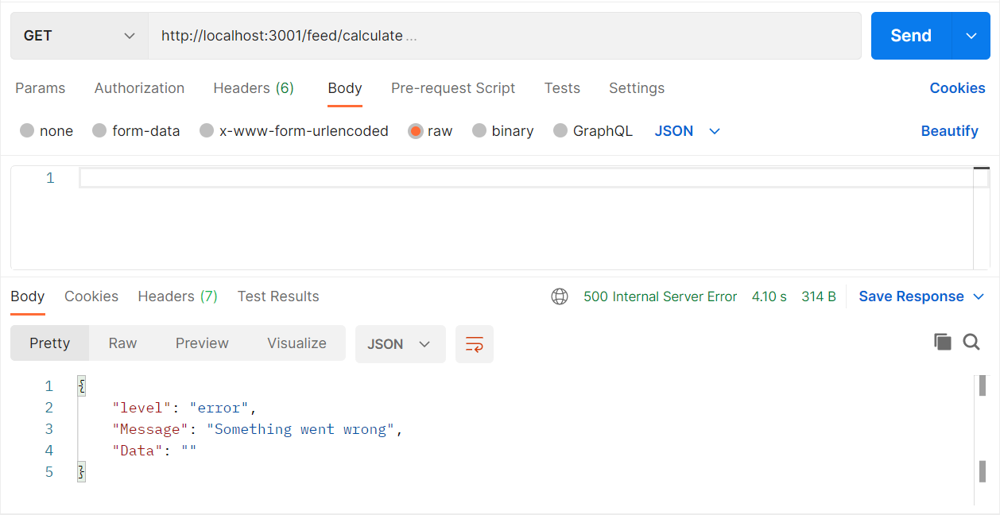 GET http://localhost:3001/feed/calculate ... Send
Params Authorization Headers (6) Body Pre-request Script Tests Settings Cookies
none form-data x-www-form-urlencoded raw binary GraphQL JSON Beautify
1
Body Cookies Headers (7) Test Results 500 Internal Server Error 4.10 s 314 B Save Response
Pretty Raw Preview Visualize JSON
1 {
2 "level": "error",
3 "Message": "Something went wrong",
4 "Data": ""
5 }